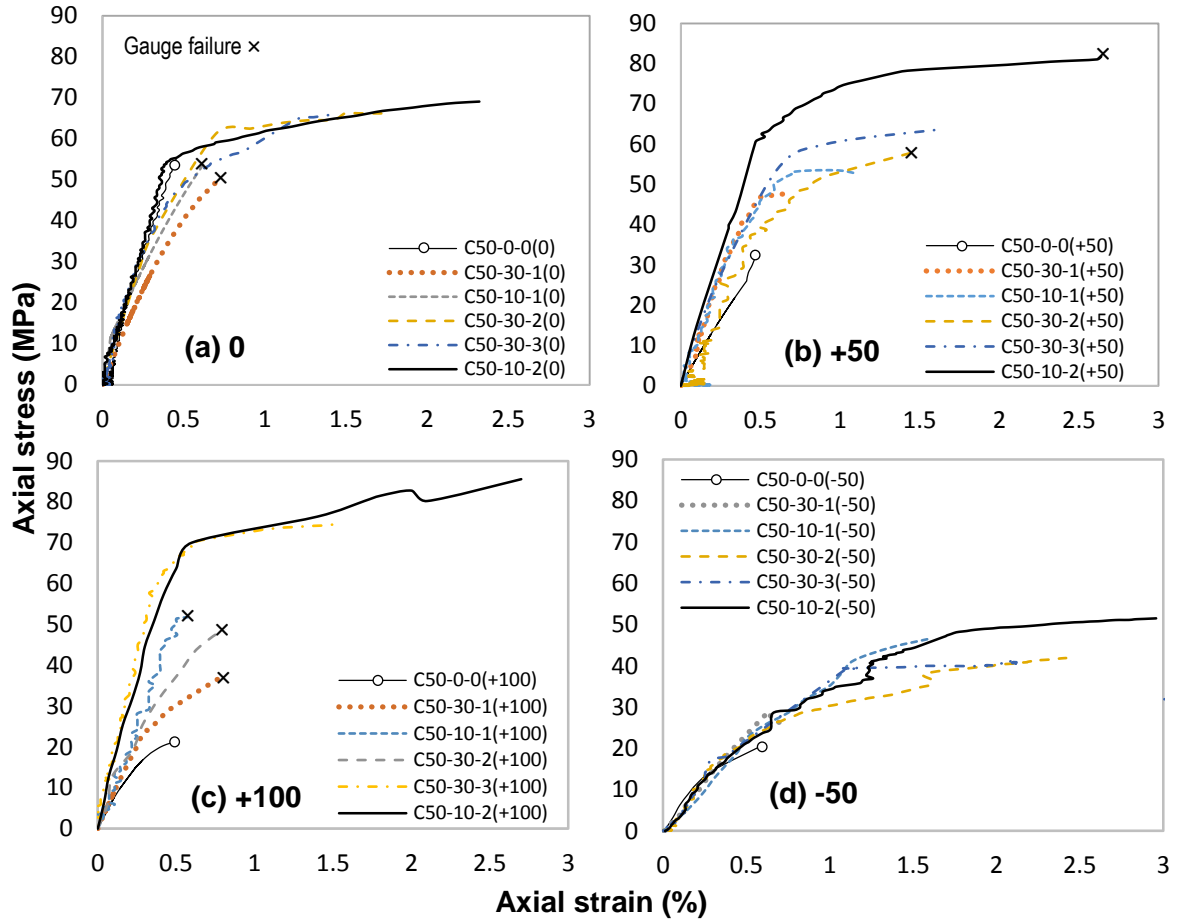 Axial stress (MPa)
90
80
70
60
50
40
30
20
10
0
Gauge failure ×
C50-0-0(0)
C50-30-1(0)
C50-10-1(0)
C50-30-2(0)
C50-30-3(0)
C50-10-2(0)
(a) 0
0 0.5 1 1.5 2 2.5 3
90
80
70
60
50
40
30
20
10
0
C50-0-0(+50)
C50-30-1(+50)
C50-10-1(+50)
C50-30-2(+50)
C50-30-3(+50)
C50-10-2(+50)
(b) +50
0 0.5 1 1.5 2 2.5 3
90
80
70
60
50
40
30
20
10
0
C50-0-0(+100)
C50-30-1(+100)
C50-10-1(+100)
C50-30-2(+100)
C50-30-3(+100)
C50-10-2(+100)
(c) +100
0 0.5 1 1.5 2 2.5 3
90
80
70
60
50
40
30
20
10
0
C50-0-0(-50)
C50-30-1(-50)
C50-10-1(-50)
C50-30-2(-50)
C50-30-3(-50)
C50-10-2(-50)
(d) -50
0 0.5 1 1.5 2 2.5 3
Axial strain (%)